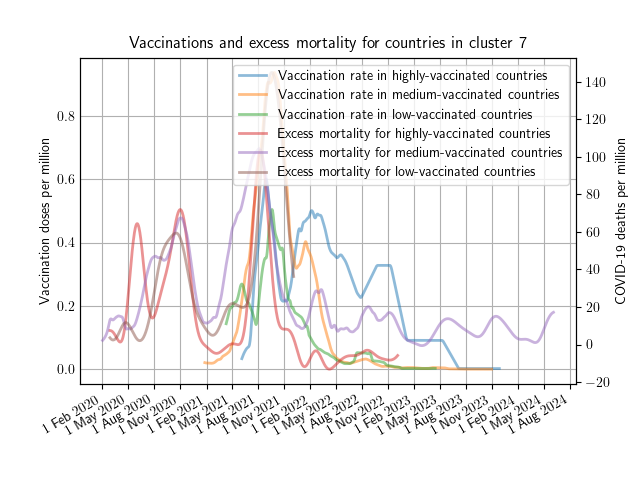 Vaccinations and excess mortality for countries in cluster 7
Vaccination rate in highly-vaccinated countries
Vaccination rate in medium-vaccinated countries
Vaccination rate in low-vaccinated countries
Excess mortality for highly-vaccinated countries
Excess mortality for medium-vaccinated countries
Excess mortality for low-vaccinated countries
Vaccination doses per million
0.8
0.6
0.4
0.2
0.0
140
120
100
80
60
40
20
0
−20
COVID-19 deaths per million
1 Feb 2020
1 May 2020
1 Aug 2020
1 Nov 2020
1 Feb 2021
1 May 2021
1 Aug 2021
1 Nov 2021
1 Feb 2022
1 May 2022
1 Aug 2022
1 Nov 2022
1 Feb 2023
1 May 2023
1 Aug 2023
1 Nov 2023
1 Feb 2024
1 May 2024
1 Aug 2024